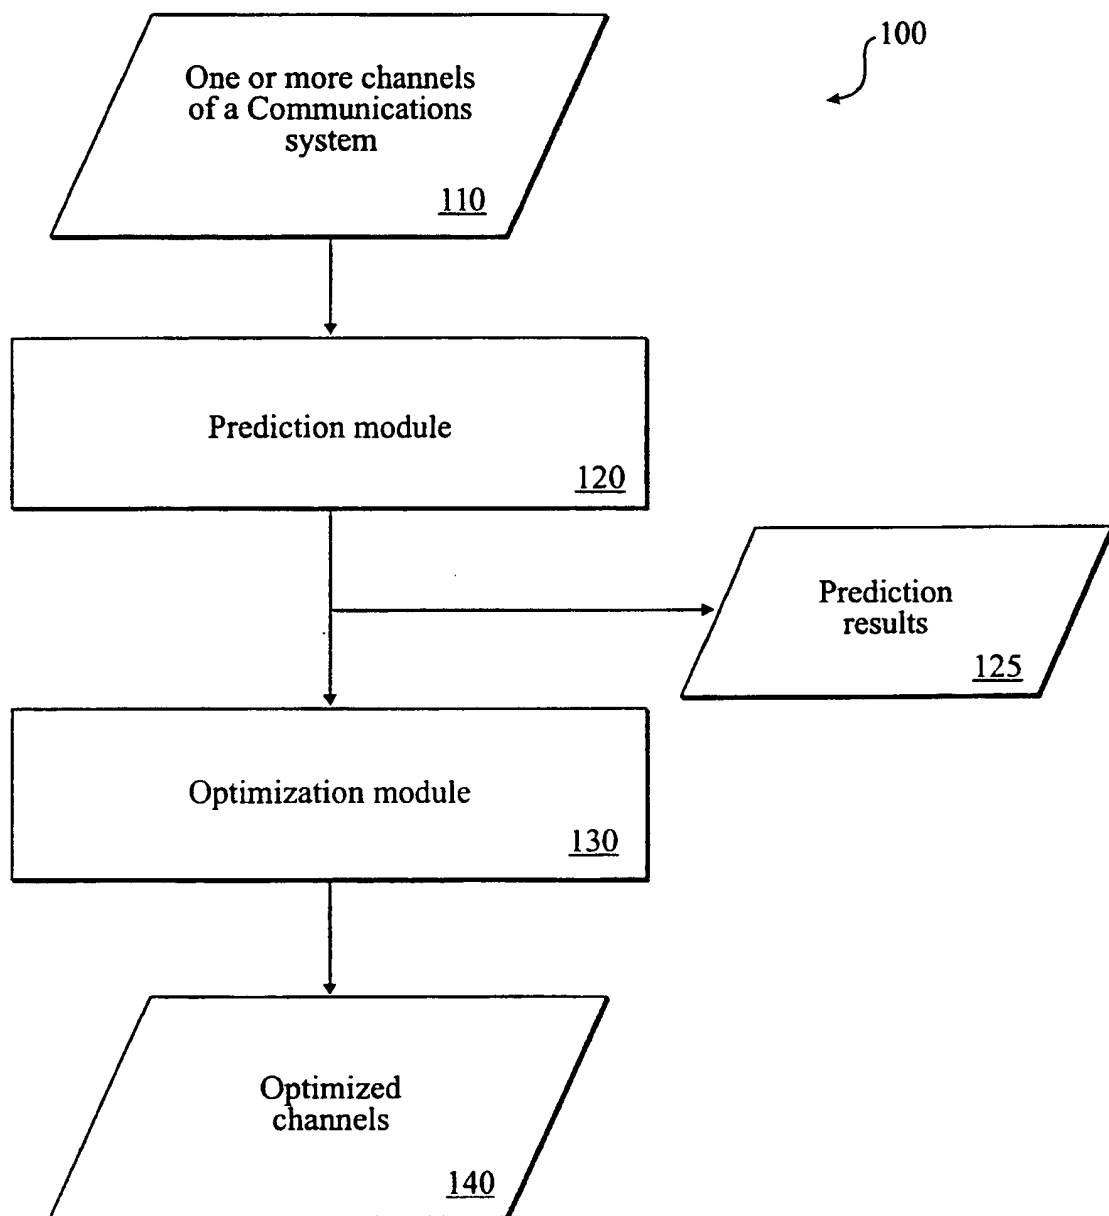 100
One or more channels
of a Communications
system
110
Prediction module
120
Prediction
results
125
Optimization module
130
Optimized
channels
140